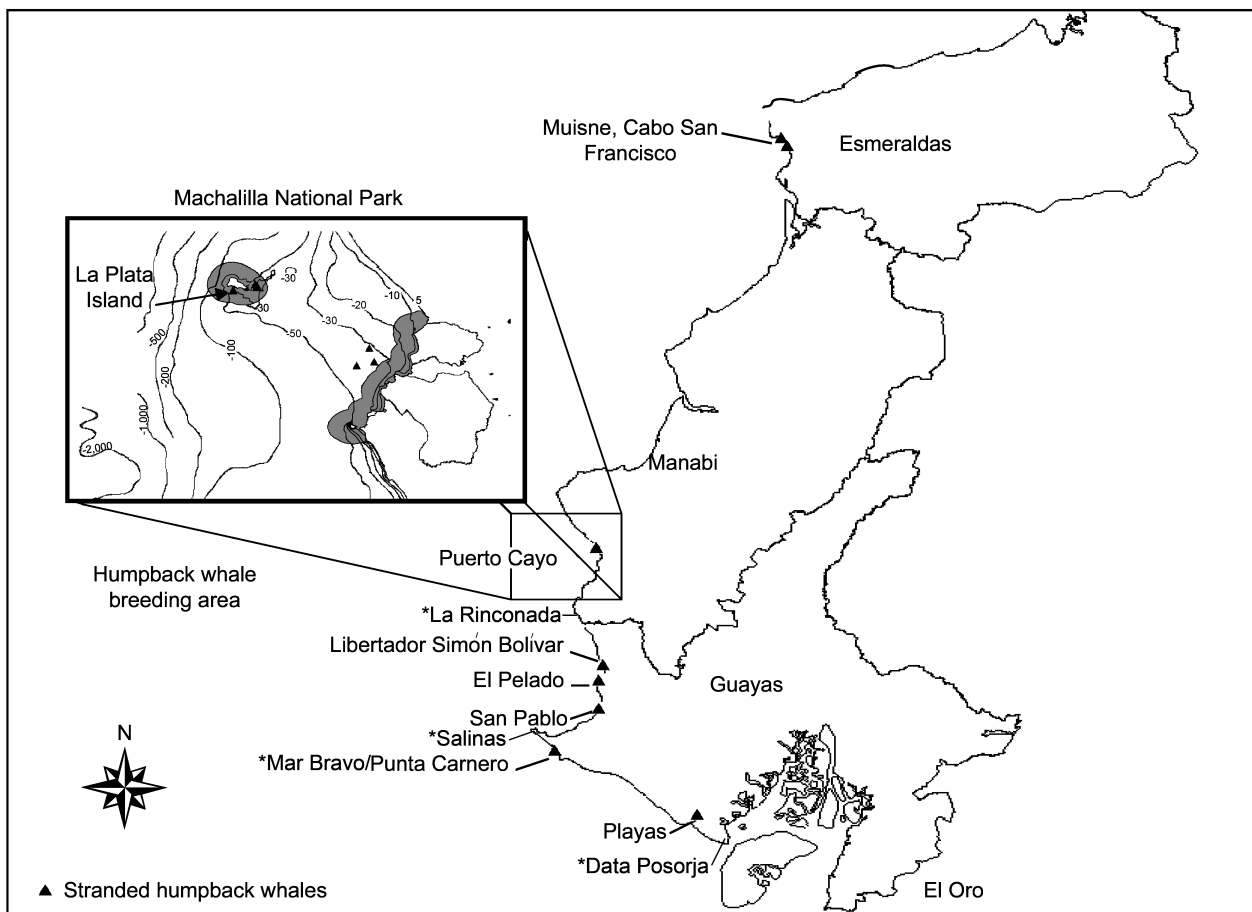 Muisne, Cabo San
Francisco
Esmeraldas
Machalilla National Park
La Plata
Island
-30
-30
-10
5
-20
-30
-50
-500
-100
-200
-1,000
-2,000
Manabi
Puerto Cayo
Humpback whale
breeding area
*La Rinconada
Libertador Simón Bolívar
El Pelado
Guayas
San Pablo
*Salinas
*Mar Bravo/Punta Carnero
N
Playas
*Data Posorja
El Oro
Stranded humpback whales